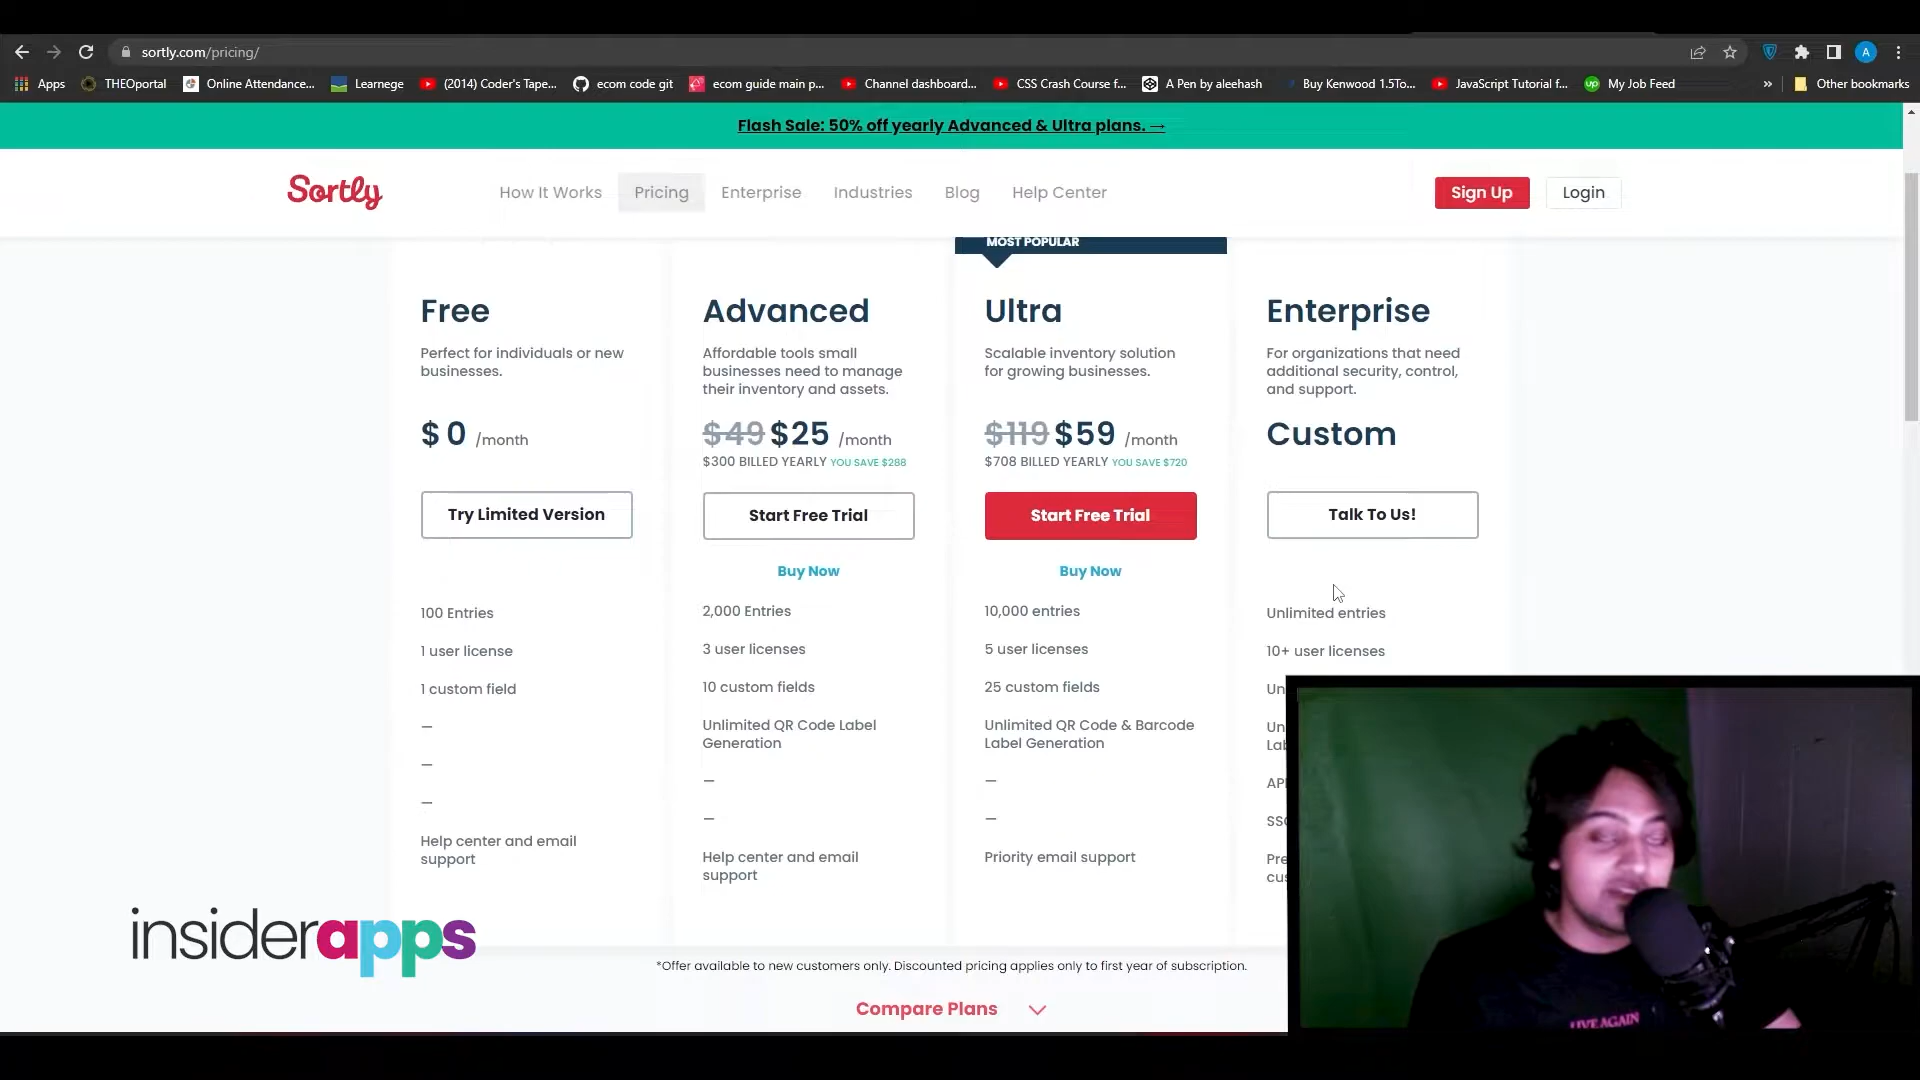 sortly.com/pricing/
Apps THEOportal Online Attendance... Learnege (2014) Coder's Tape... ecom code git ecom guide main p... Channel dashboard... CSS Crash Course f... A Pen by aleehash Buy Kenwood 1.5To... JavaScript Tutorial f... My Job Feed » Other bookmarks
A
up
Flash Sale: 50% off yearly Advanced & Ultra plans. →
Sortly How It Works Pricing Enterprise Industries Blog Help Center Sign Up Login
MOST POPULAR
Free
Perfect for individuals or new
businesses.
$0 /month
Try Limited Version
100 Entries
1 user license
1 custom field
—
—
—
Help center and email
support
Advanced
Affordable tools small
businesses need to manage
their inventory and assets.
$49 $25 /month
$300 BILLED YEARLY YOU SAVE $288
Start Free Trial
Buy Now
2,000 Entries
3 user licenses
10 custom fields
Unlimited QR Code Label
Generation
—
—
Help center and email
support
Ultra
Scalable inventory solution
for growing businesses.
$119 $59 /month
$708 BILLED YEARLY YOU SAVE $720
Start Free Trial
Buy Now
10,000 entries
5 user licenses
25 custom fields
Unlimited QR Code & Barcode
Label Generation
—
—
Priority email support
Enterprise
For organizations that need
additional security, control,
and support.
Custom
Talk To Us!
Unlimited entries
10+ user licenses
Un
Un
Lab
API
SSO
Pre
cus
insiderapps
*Offer available to new customers only. Discounted pricing applies only to first year of subscription.
Compare Plans
LIVE AGAIN